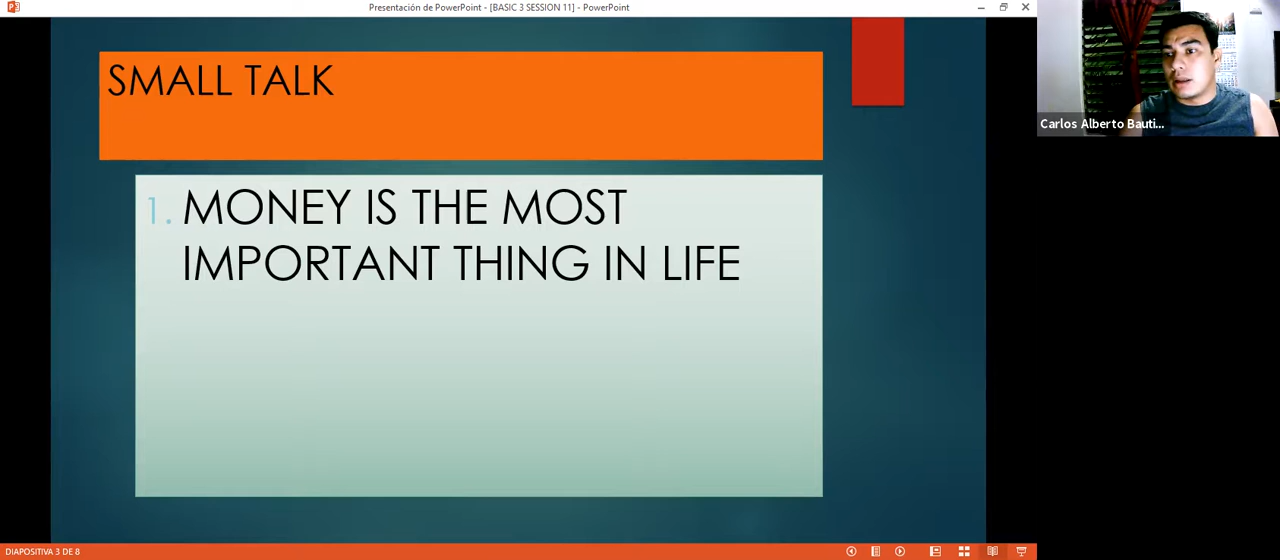 Presentación de PowerPoint - [BASIC 3 SESSION 11] - PowerPoint
SMALL TALK
1. MONEY IS THE MOST
IMPORTANT THING IN LIFE
Carlos Alberto Bauti...
DIAPOSITIVA 3 DE 8